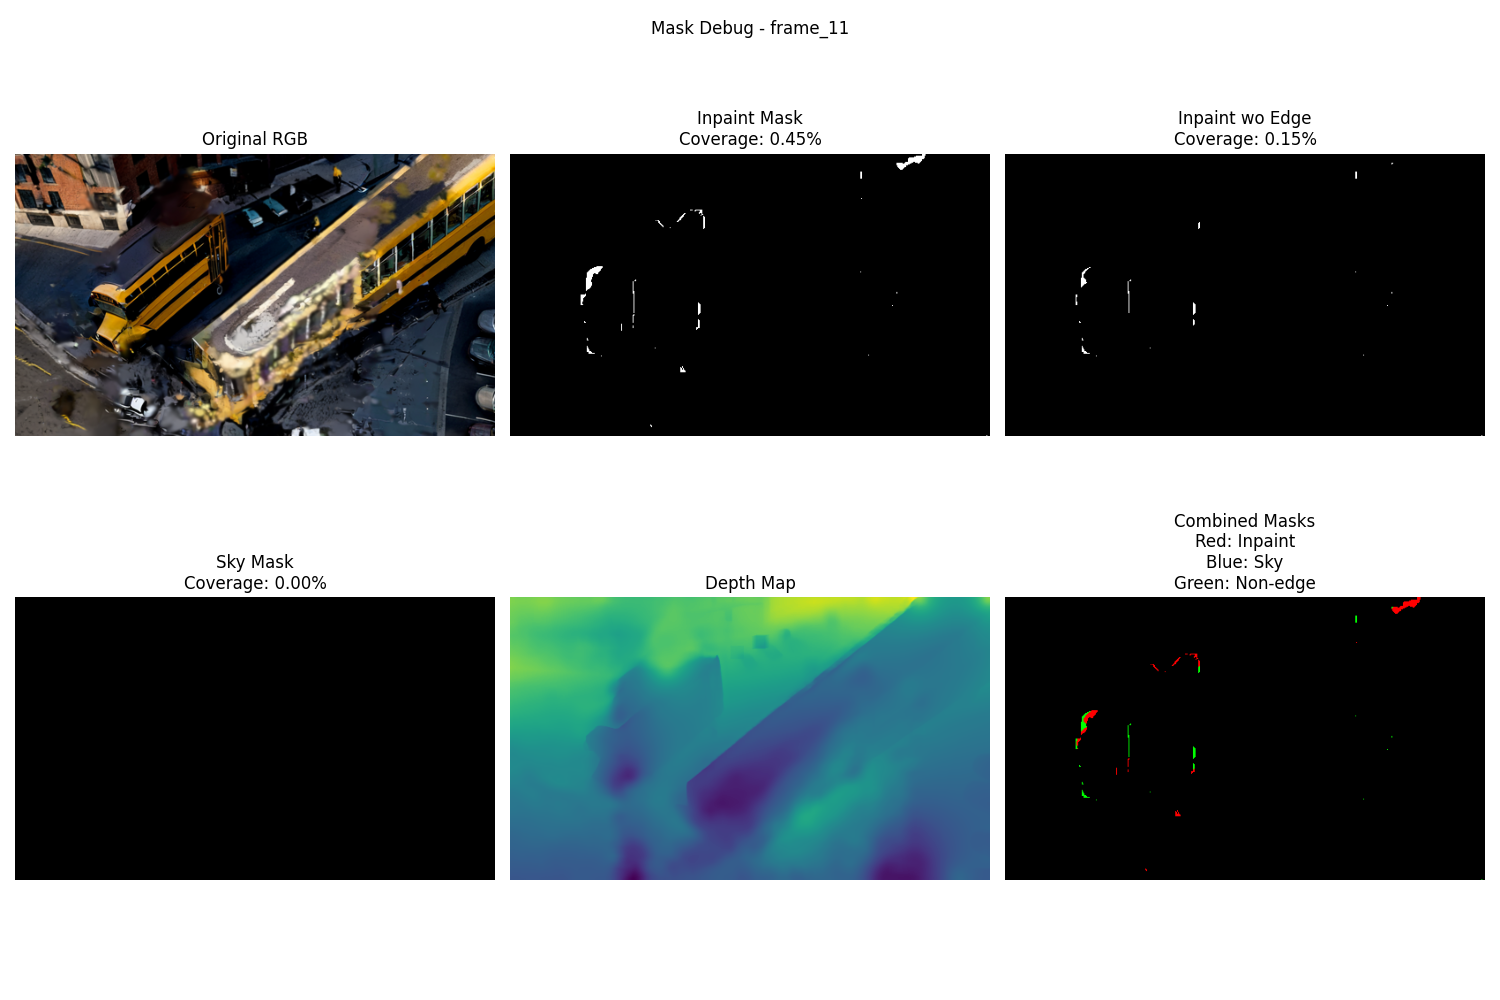 Mask Debug - frame_11
Original RGB
Inpaint Mask
Coverage: 0.45%
Inpaint wo Edge
Coverage: 0.15%
Sky Mask
Coverage: 0.00%
Depth Map
Combined Masks
Red: Inpaint
Blue: Sky
Green: Non-edge